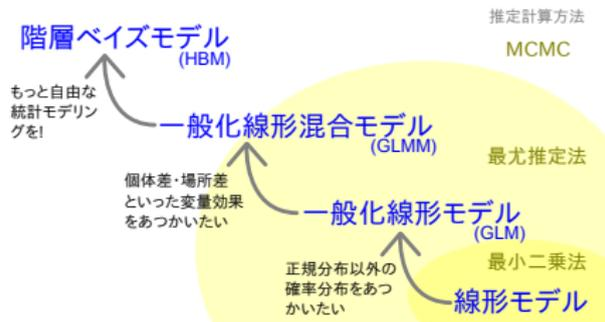 推定計算方法
階層ベイズモデル
(HBM)
MCMC
もっと自由な
統計モデリン
グを!
一般化線形混合モデル
(GLMM)
最尤推定法
個体差・場所差
といった変量効果
をあつかいたい
一般化線形モデル
(GLM)
正規分布以外の
確率分布をあつ
かいたい
最小二乗法
線形モデル